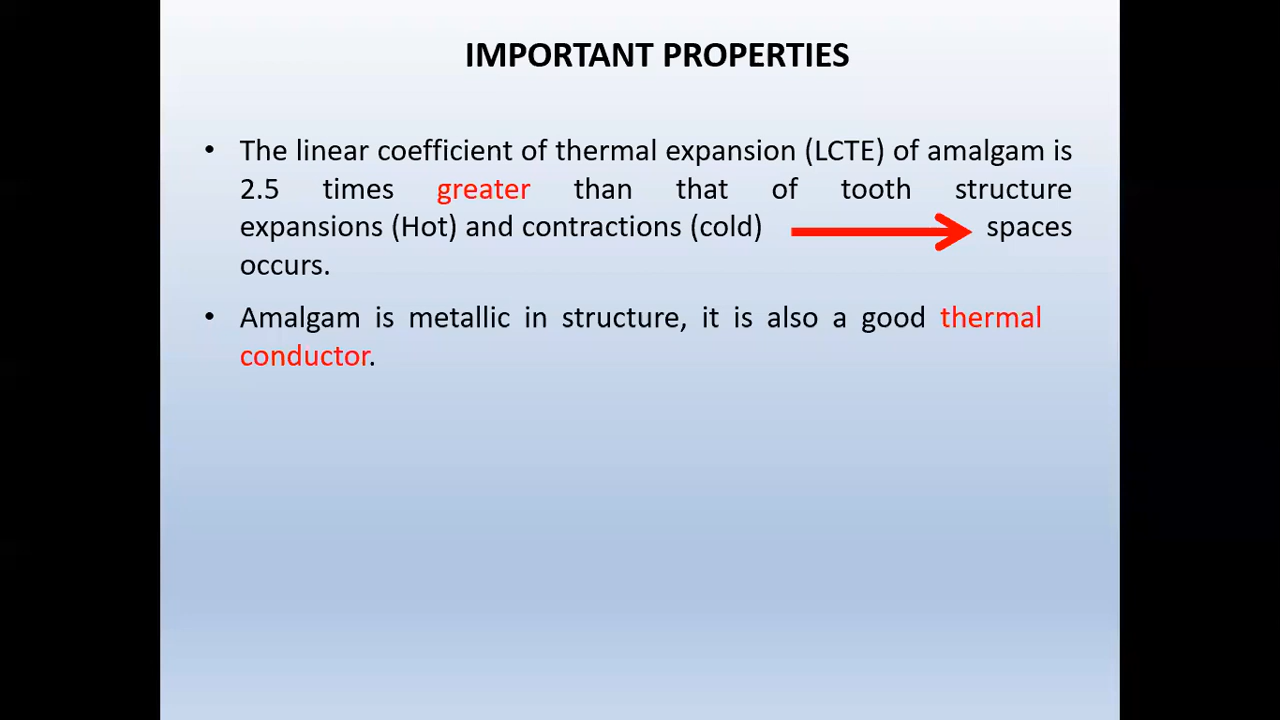 IMPORTANT PROPERTIES
• The linear coefficient of thermal expansion (LCTE) of amalgam is
2.5 times greater than that of tooth structure
expansions (Hot) and contractions (cold) spaces
occurs.
• Amalgam is metallic in structure, it is also a good thermal
conductor.